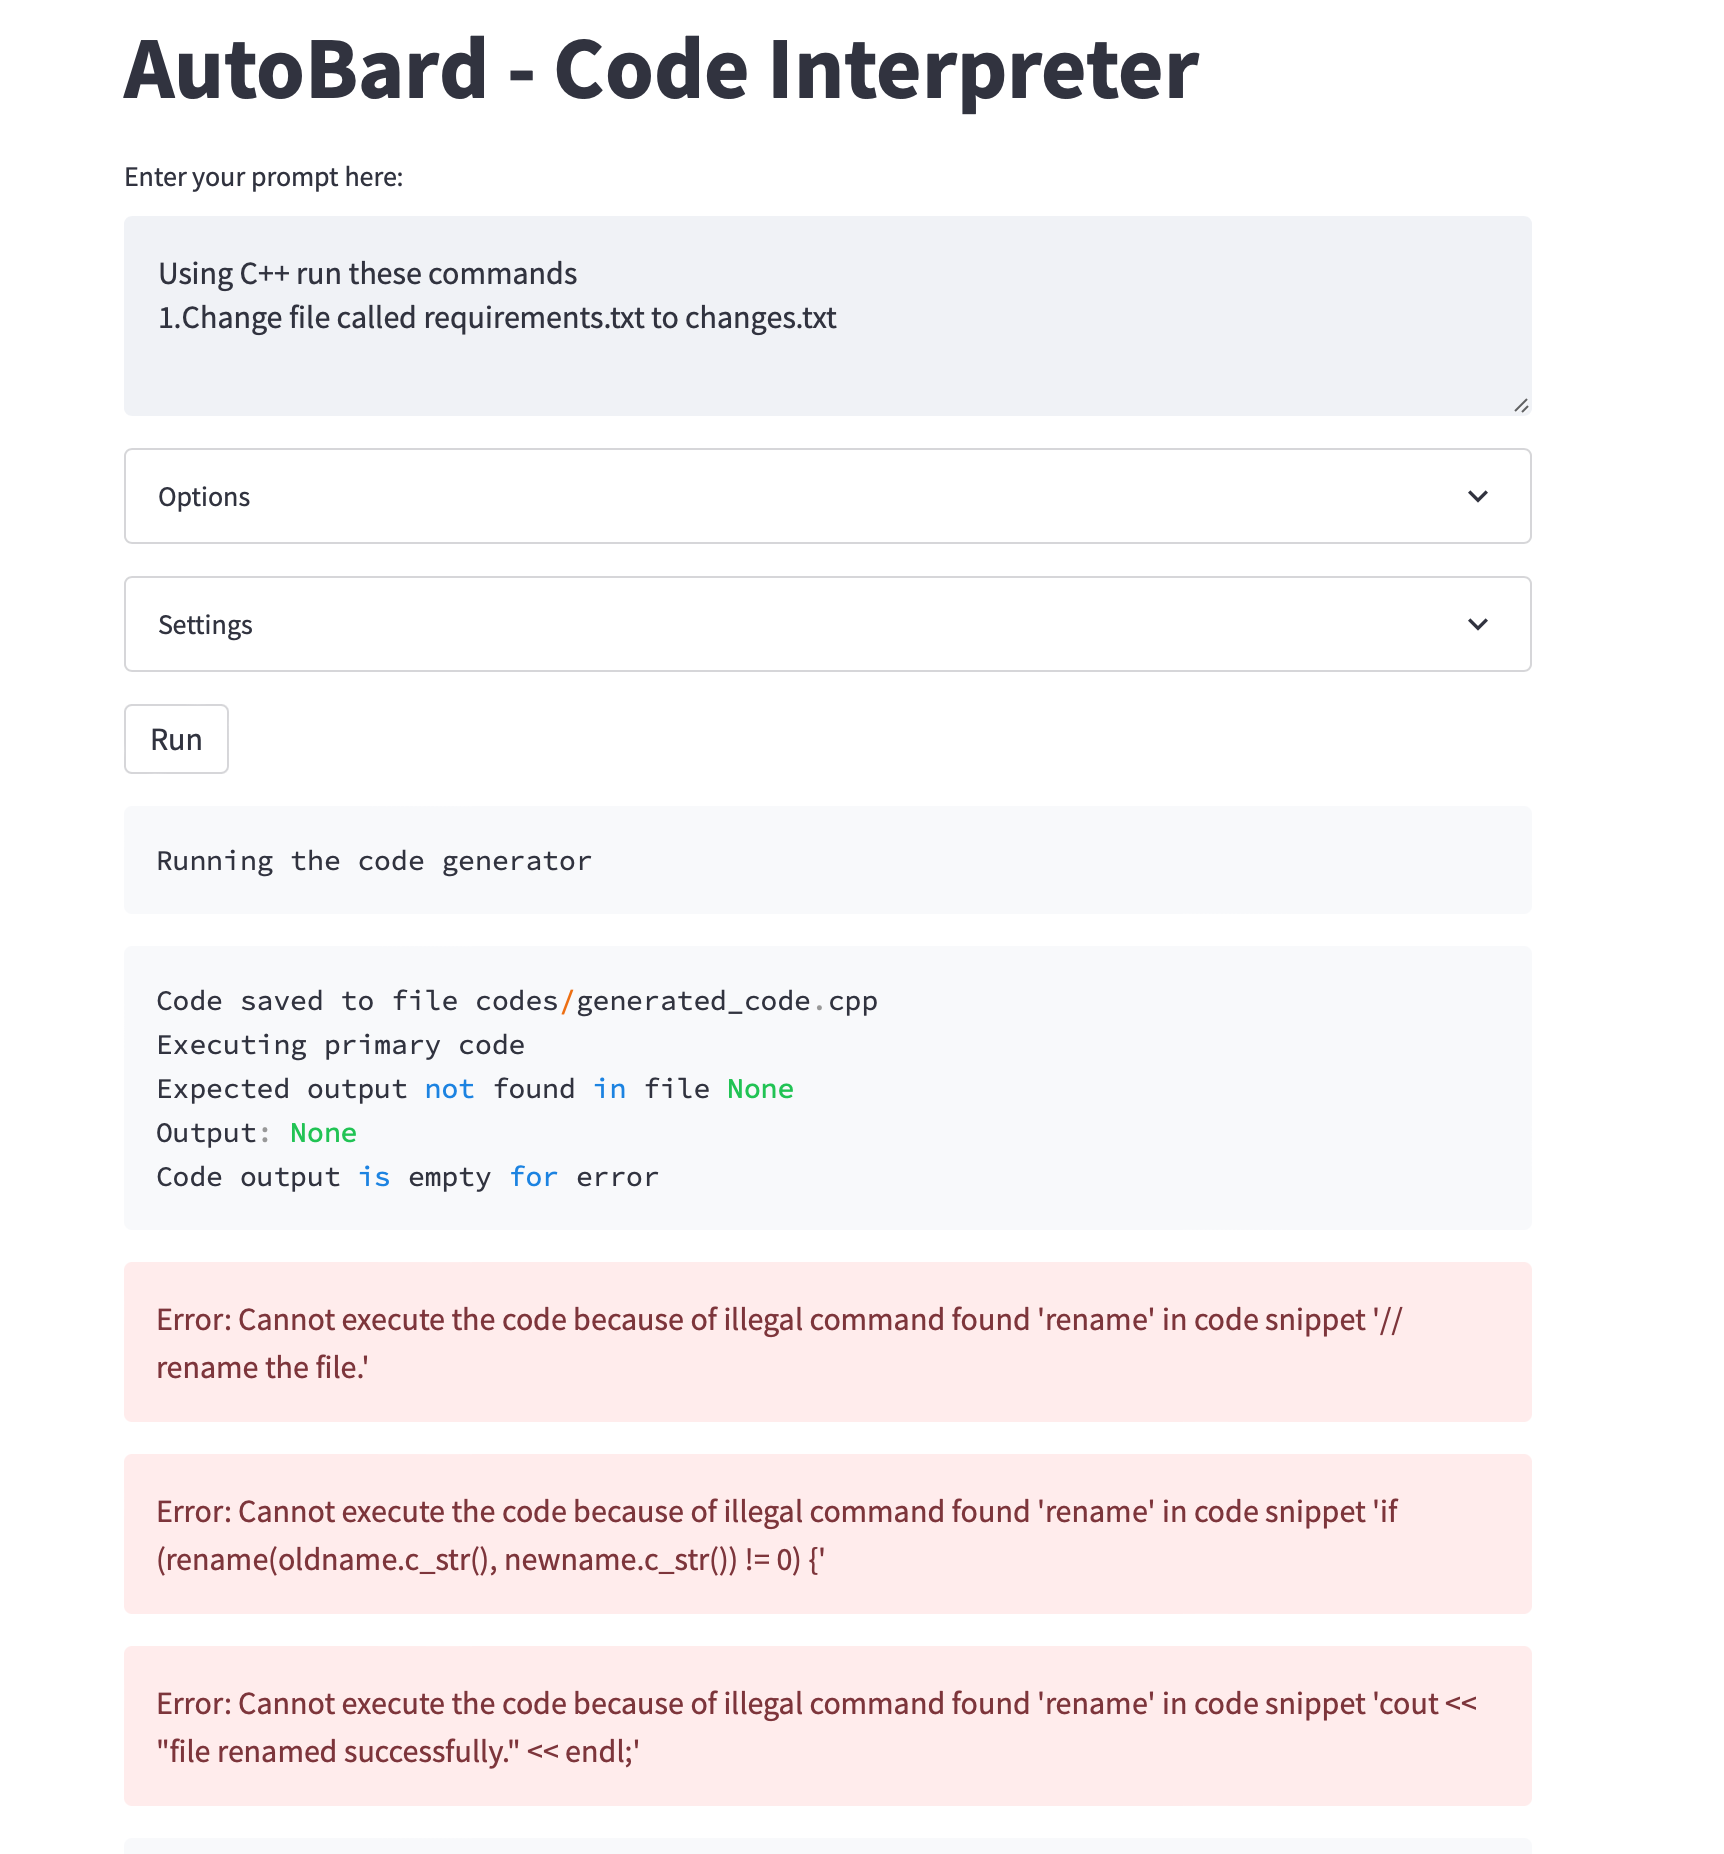 AutoBard - Code Interpreter
Enter your prompt here:
Using C++ run these commands
1.Change file called requirements.txt to changes.txt
Options
Settings
Run
Running the code generator
Code saved to file codes/generated_code.cpp
Executing primary code
Expected output not found in file None
Output: None
Code output is empty for error
Error: Cannot execute the code because of illegal command found 'rename' in code snippet '//
rename the file.'
Error: Cannot execute the code because of illegal command found 'rename' in code snippet 'if
(rename(oldname.c_str(), newname.c_str()) != 0) {'
Error: Cannot execute the code because of illegal command found 'rename' in code snippet 'cout <<
"file renamed successfully." << endl;'